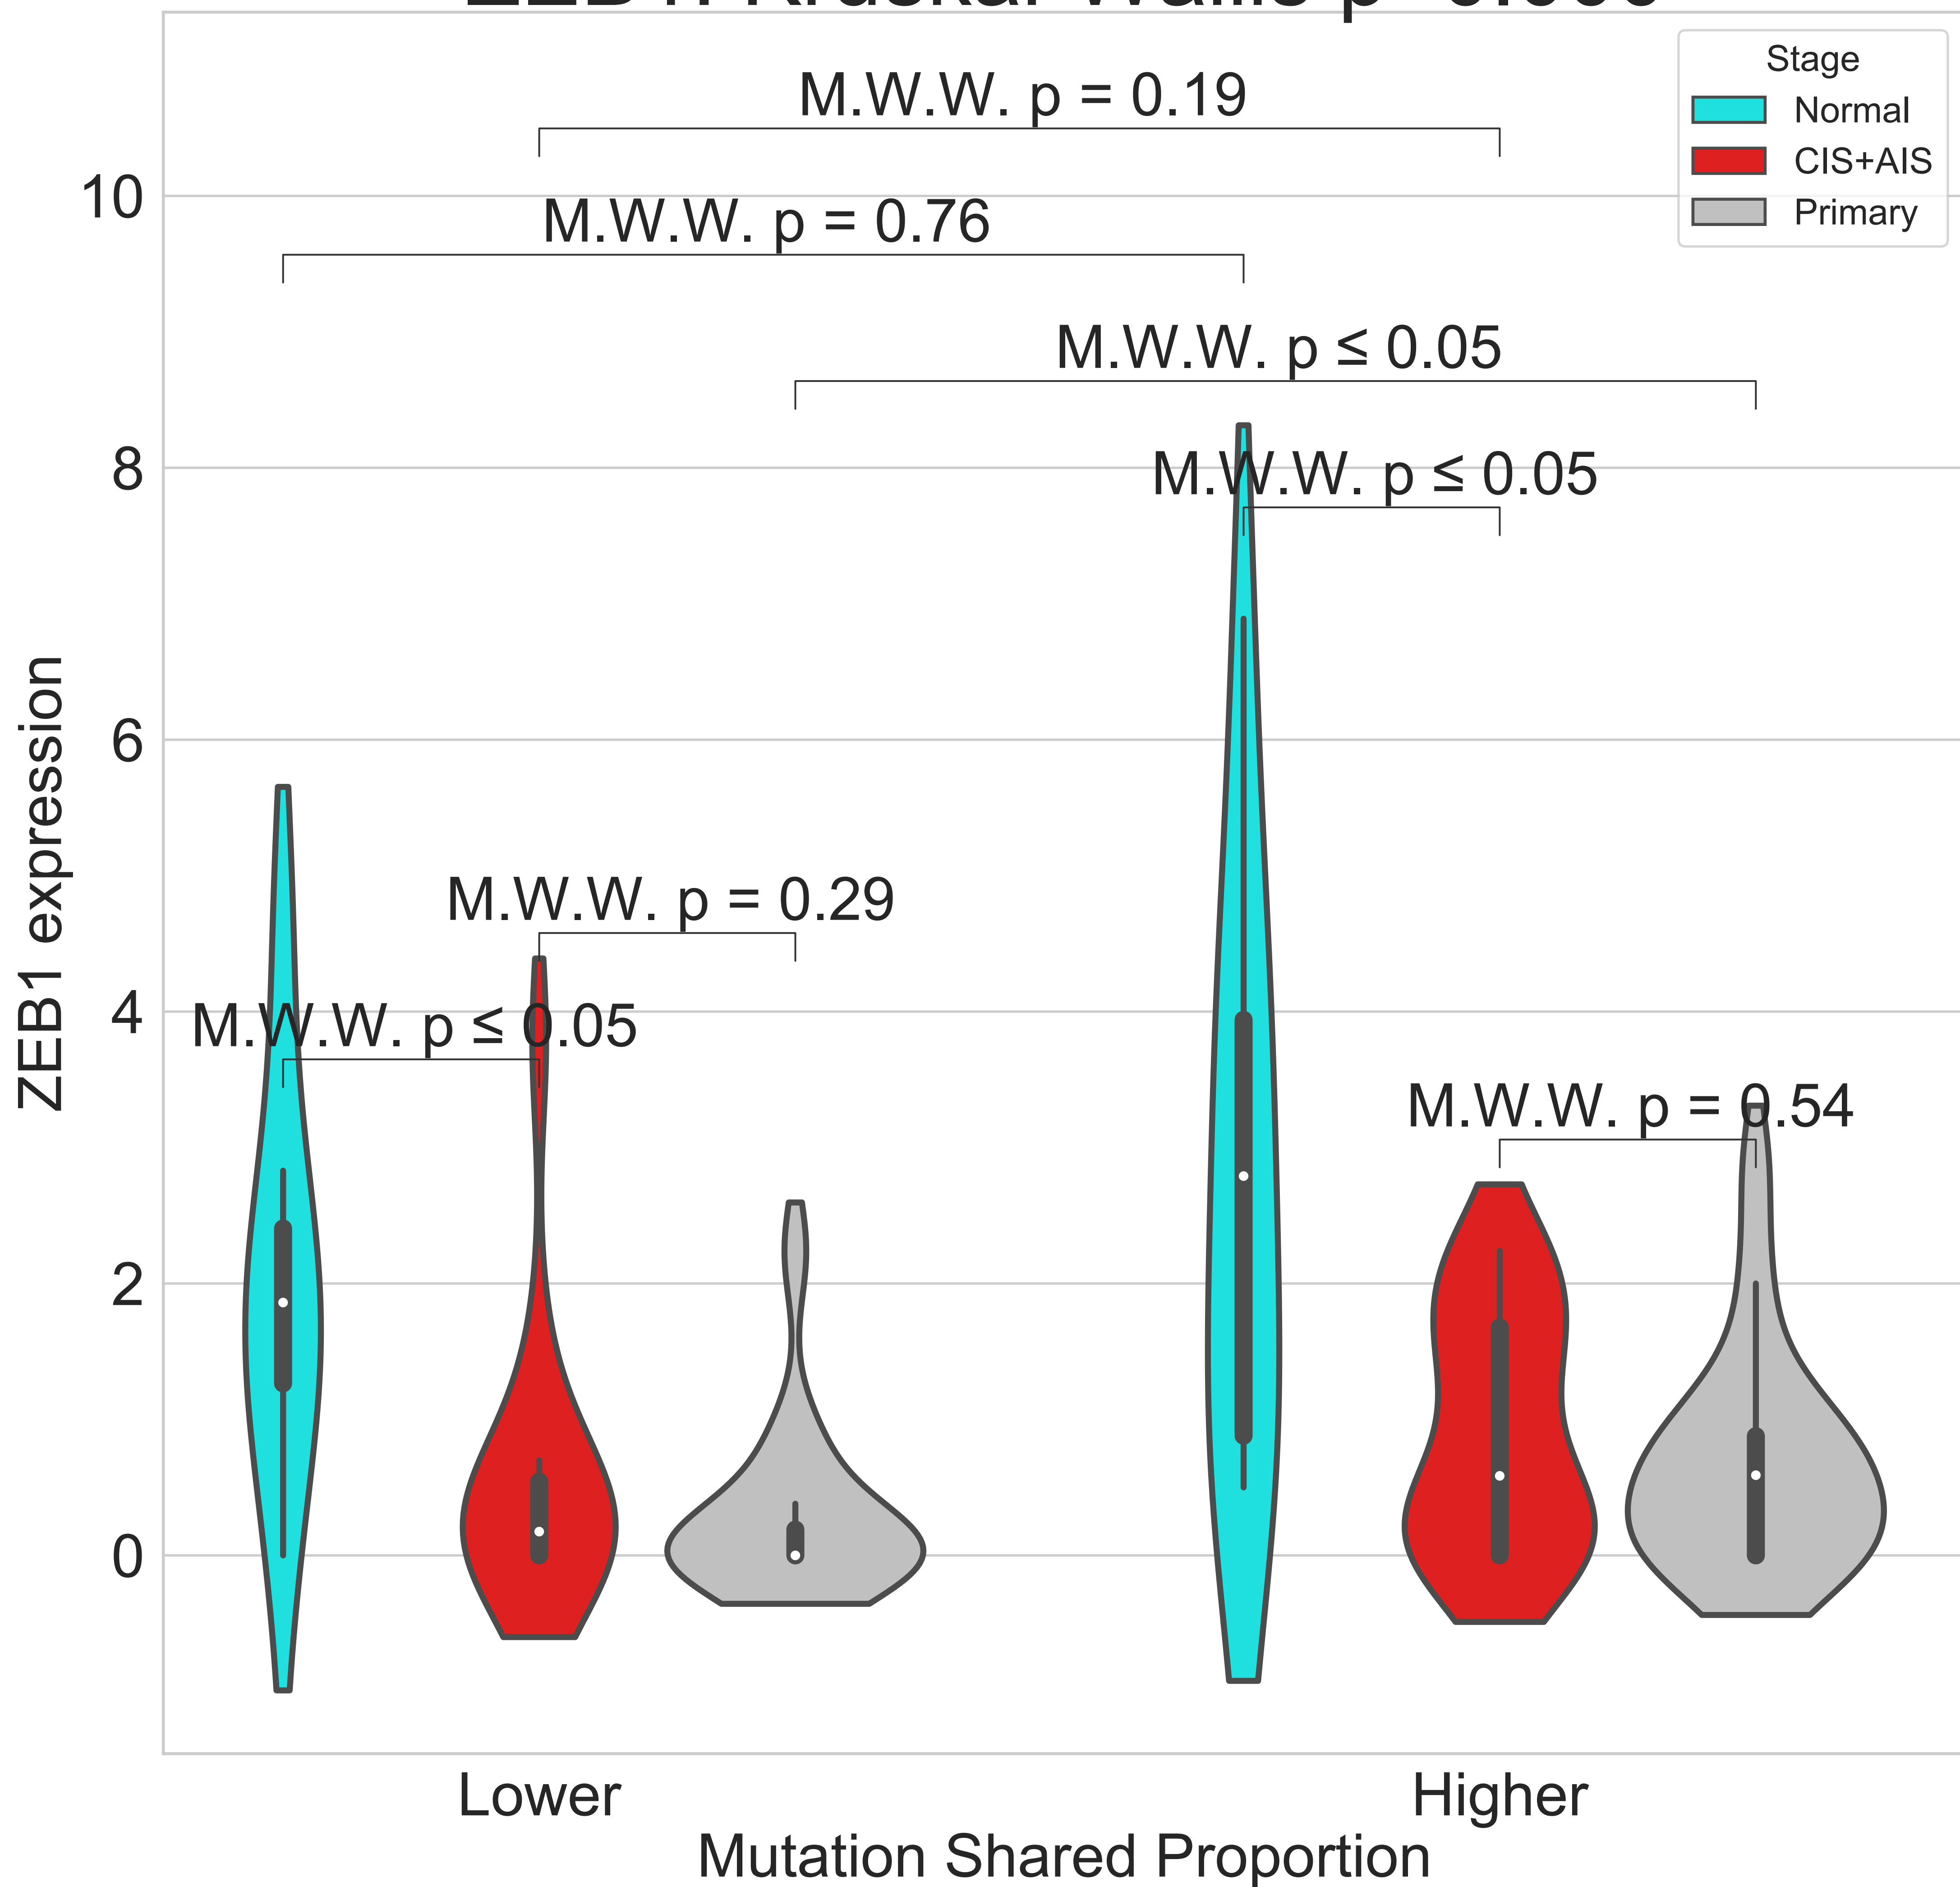 M.W.W. p = 0.19
Stage
Normal
CIS+AIS
Primary
10
M.W.W. p = 0.76
M.W.W. p ≤ 0.05
8
M.W.W. p ≤ 0.05
6
ZEB1 expression
M.W.W. p = 0.29
4
M.W.W. p ≤ 0.05
M.W.W. p = 0.54
2
0
Lower
Higher
Mutation Shared Proportion